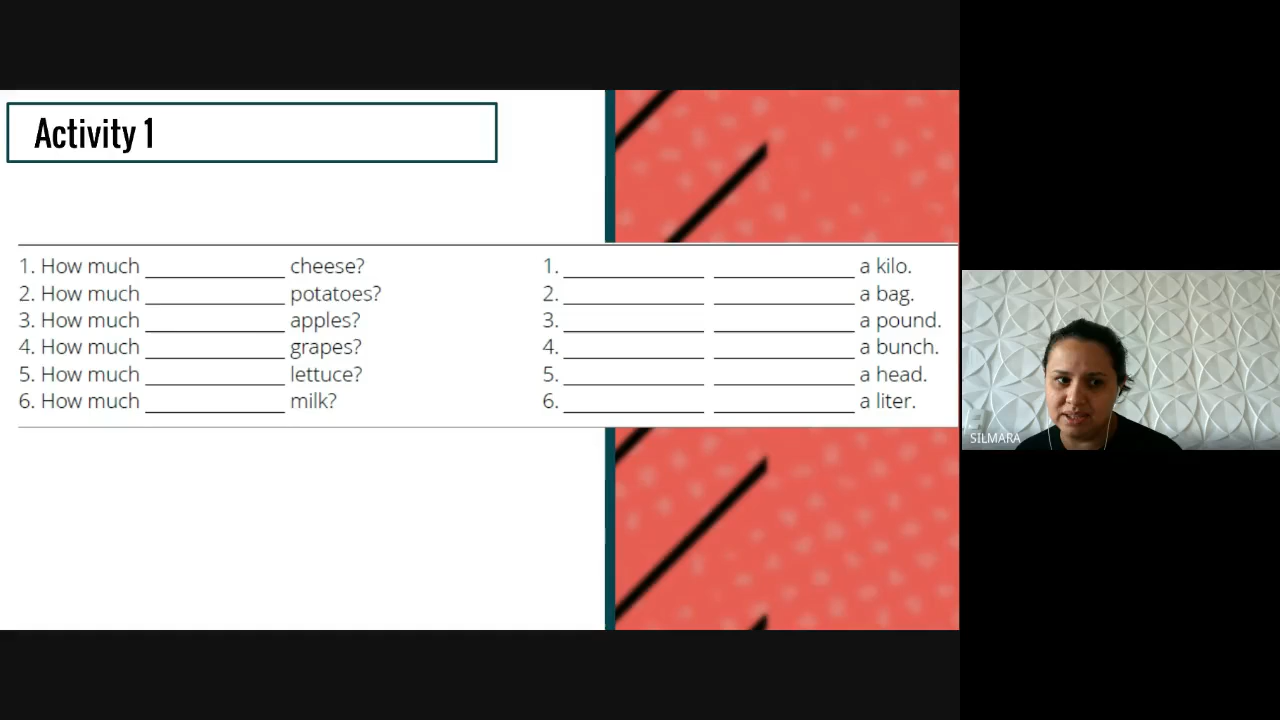 Activity 1
1. How much ____________ cheese?
2. How much ____________ potatoes?
3. How much ____________ apples?
4. How much ____________ grapes?
5. How much ____________ lettuce?
6. How much ____________ milk?
1. ____________ ____________ a kilo.
2. ____________ ____________ a bag.
3. ____________ ____________ a pound.
4. ____________ ____________ a bunch.
5. ____________ ____________ a head.
6. ____________ ____________ a liter.
SILMARA